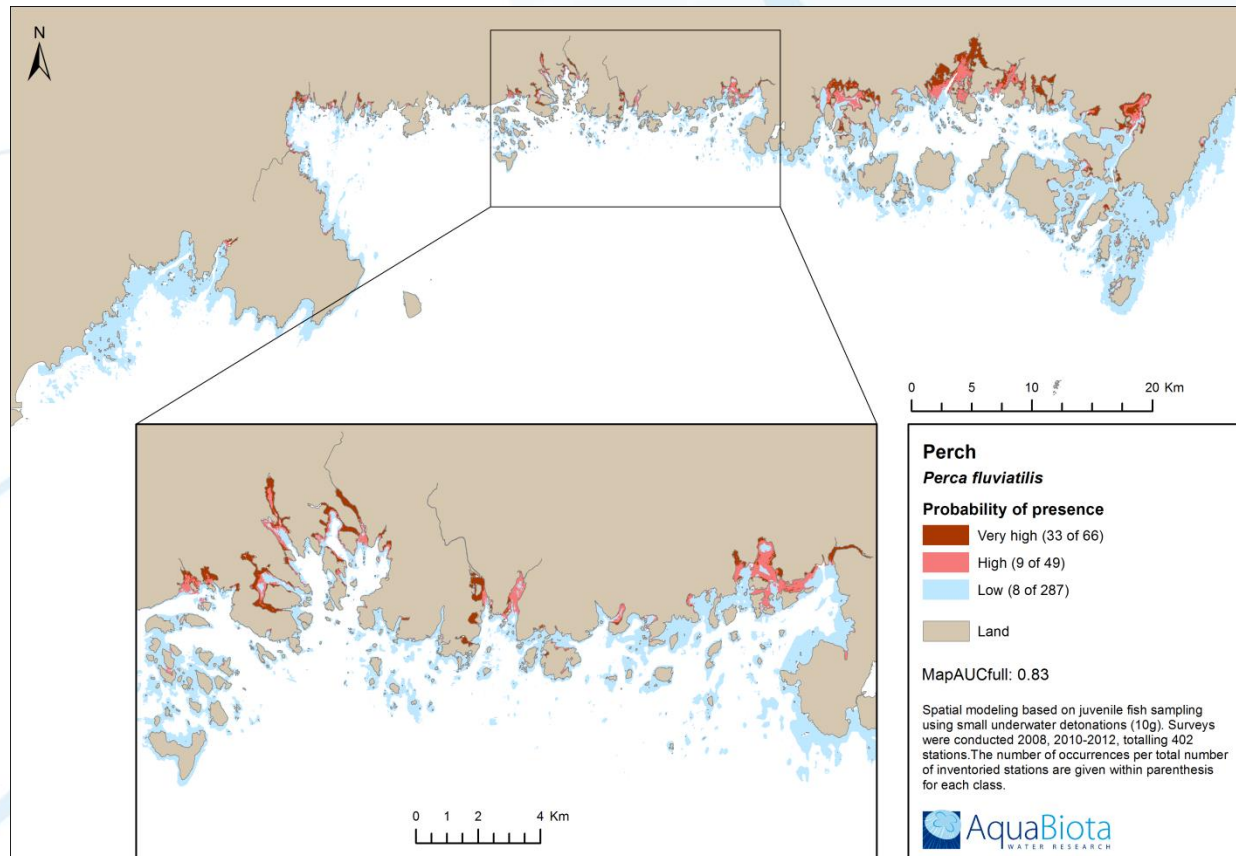 N
0 5 10 20 Km
Perch
Perca fluviatilis
Probability of presence
Very high (33 of 66)
High (9 of 49)
Low (8 of 287)
Land
MapAUCfull: 0.83
Spatial modeling based on juvenile fish sampling
using small underwater detonations (10g). Surveys
were conducted 2008, 2010-2012, totalling 402
stations.The number of occurrences per total number
of inventoried stations are given within parenthesis
for each class.
AquaBiota
WATER RESEARCH
0 1 2 4 Km